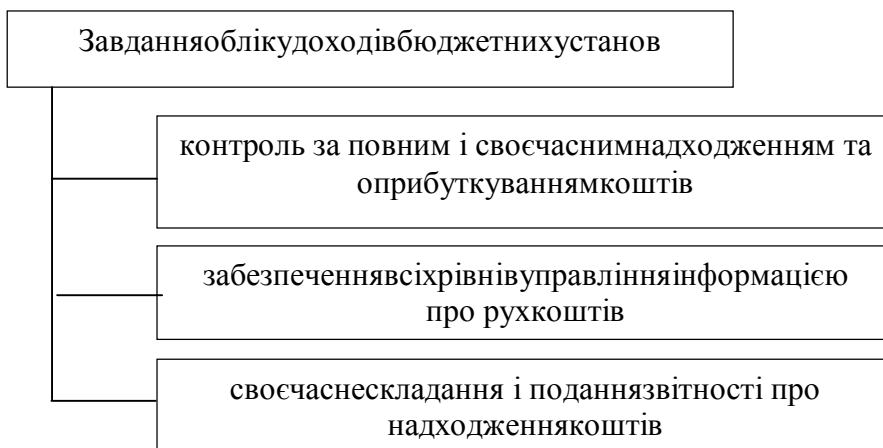 Завданняоблікудоходівбюджетнихустанов
контроль за повним і своєчаснимнадходженням та
оприбуткуваннямкоштів
забезпеченнявсіхрівнівуправлінняінформацією
про рухкоштів
своєчаснескладання і поданнязвітності про
надходженнякоштів